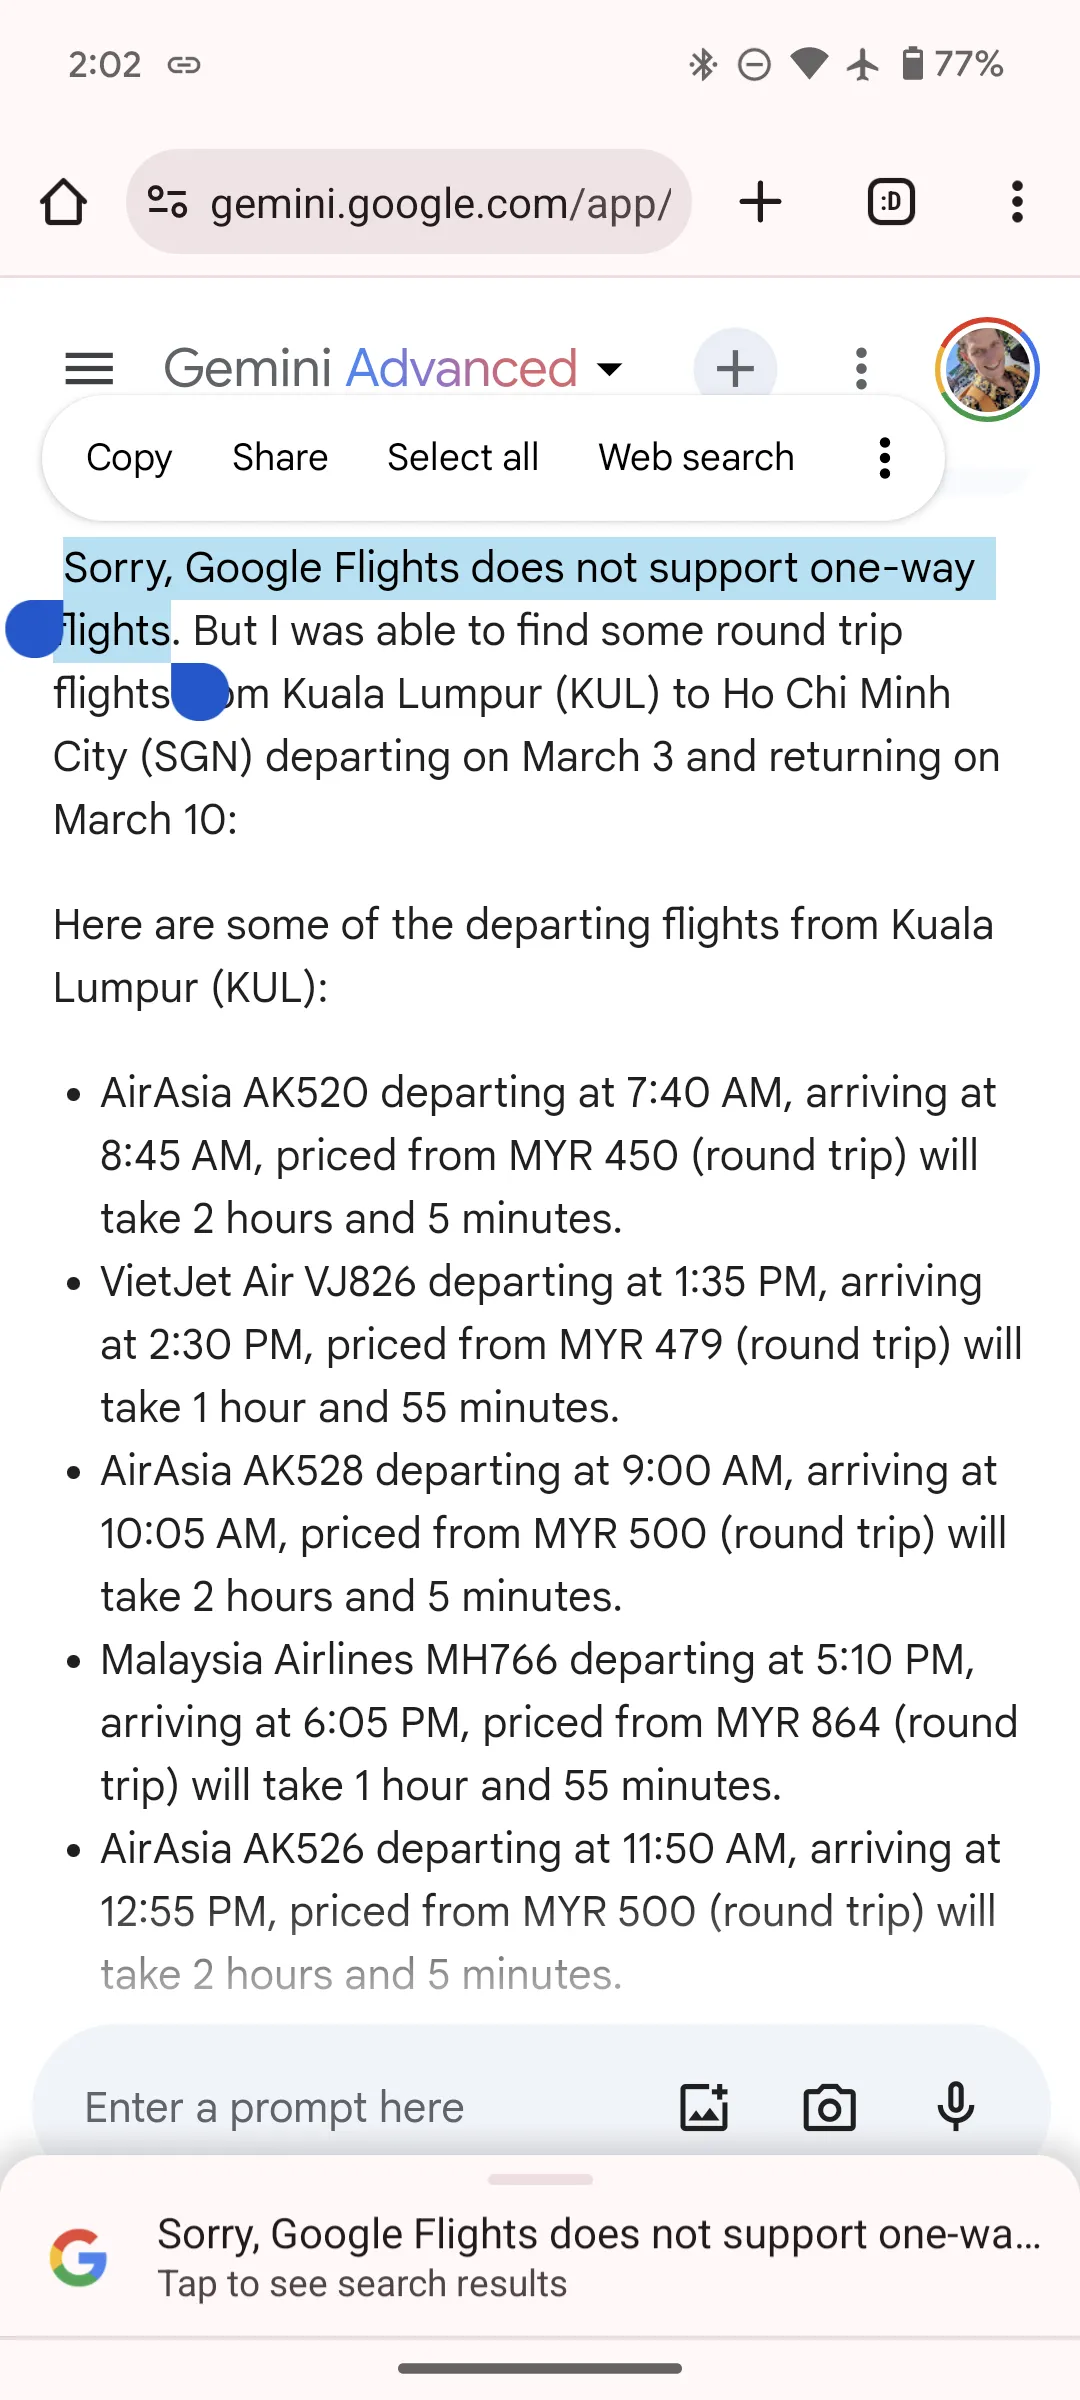 2:02
77%
gemini.google.com/app/
:D
Gemini Advanced
Copy Share Select all Web search
Sorry, Google Flights does not support one-way
flights. But I was able to find some round trip
flights from Kuala Lumpur (KUL) to Ho Chi Minh
City (SGN) departing on March 3 and returning on
March 10:
Here are some of the departing flights from Kuala
Lumpur (KUL):
• AirAsia AK520 departing at 7:40 AM, arriving at
8:45 AM, priced from MYR 450 (round trip) will
take 2 hours and 5 minutes.
• VietJet Air VJ826 departing at 1:35 PM, arriving
at 2:30 PM, priced from MYR 479 (round trip) will
take 1 hour and 55 minutes.
• AirAsia AK528 departing at 9:00 AM, arriving at
10:05 AM, priced from MYR 500 (round trip) will
take 2 hours and 5 minutes.
• Malaysia Airlines MH766 departing at 5:10 PM,
arriving at 6:05 PM, priced from MYR 864 (round
trip) will take 1 hour and 55 minutes.
• AirAsia AK526 departing at 11:50 AM, arriving at
12:55 PM, priced from MYR 500 (round trip) will
take 2 hours and 5 minutes.
Enter a prompt here
Sorry, Google Flights does not support one-wa...
Tap to see search results